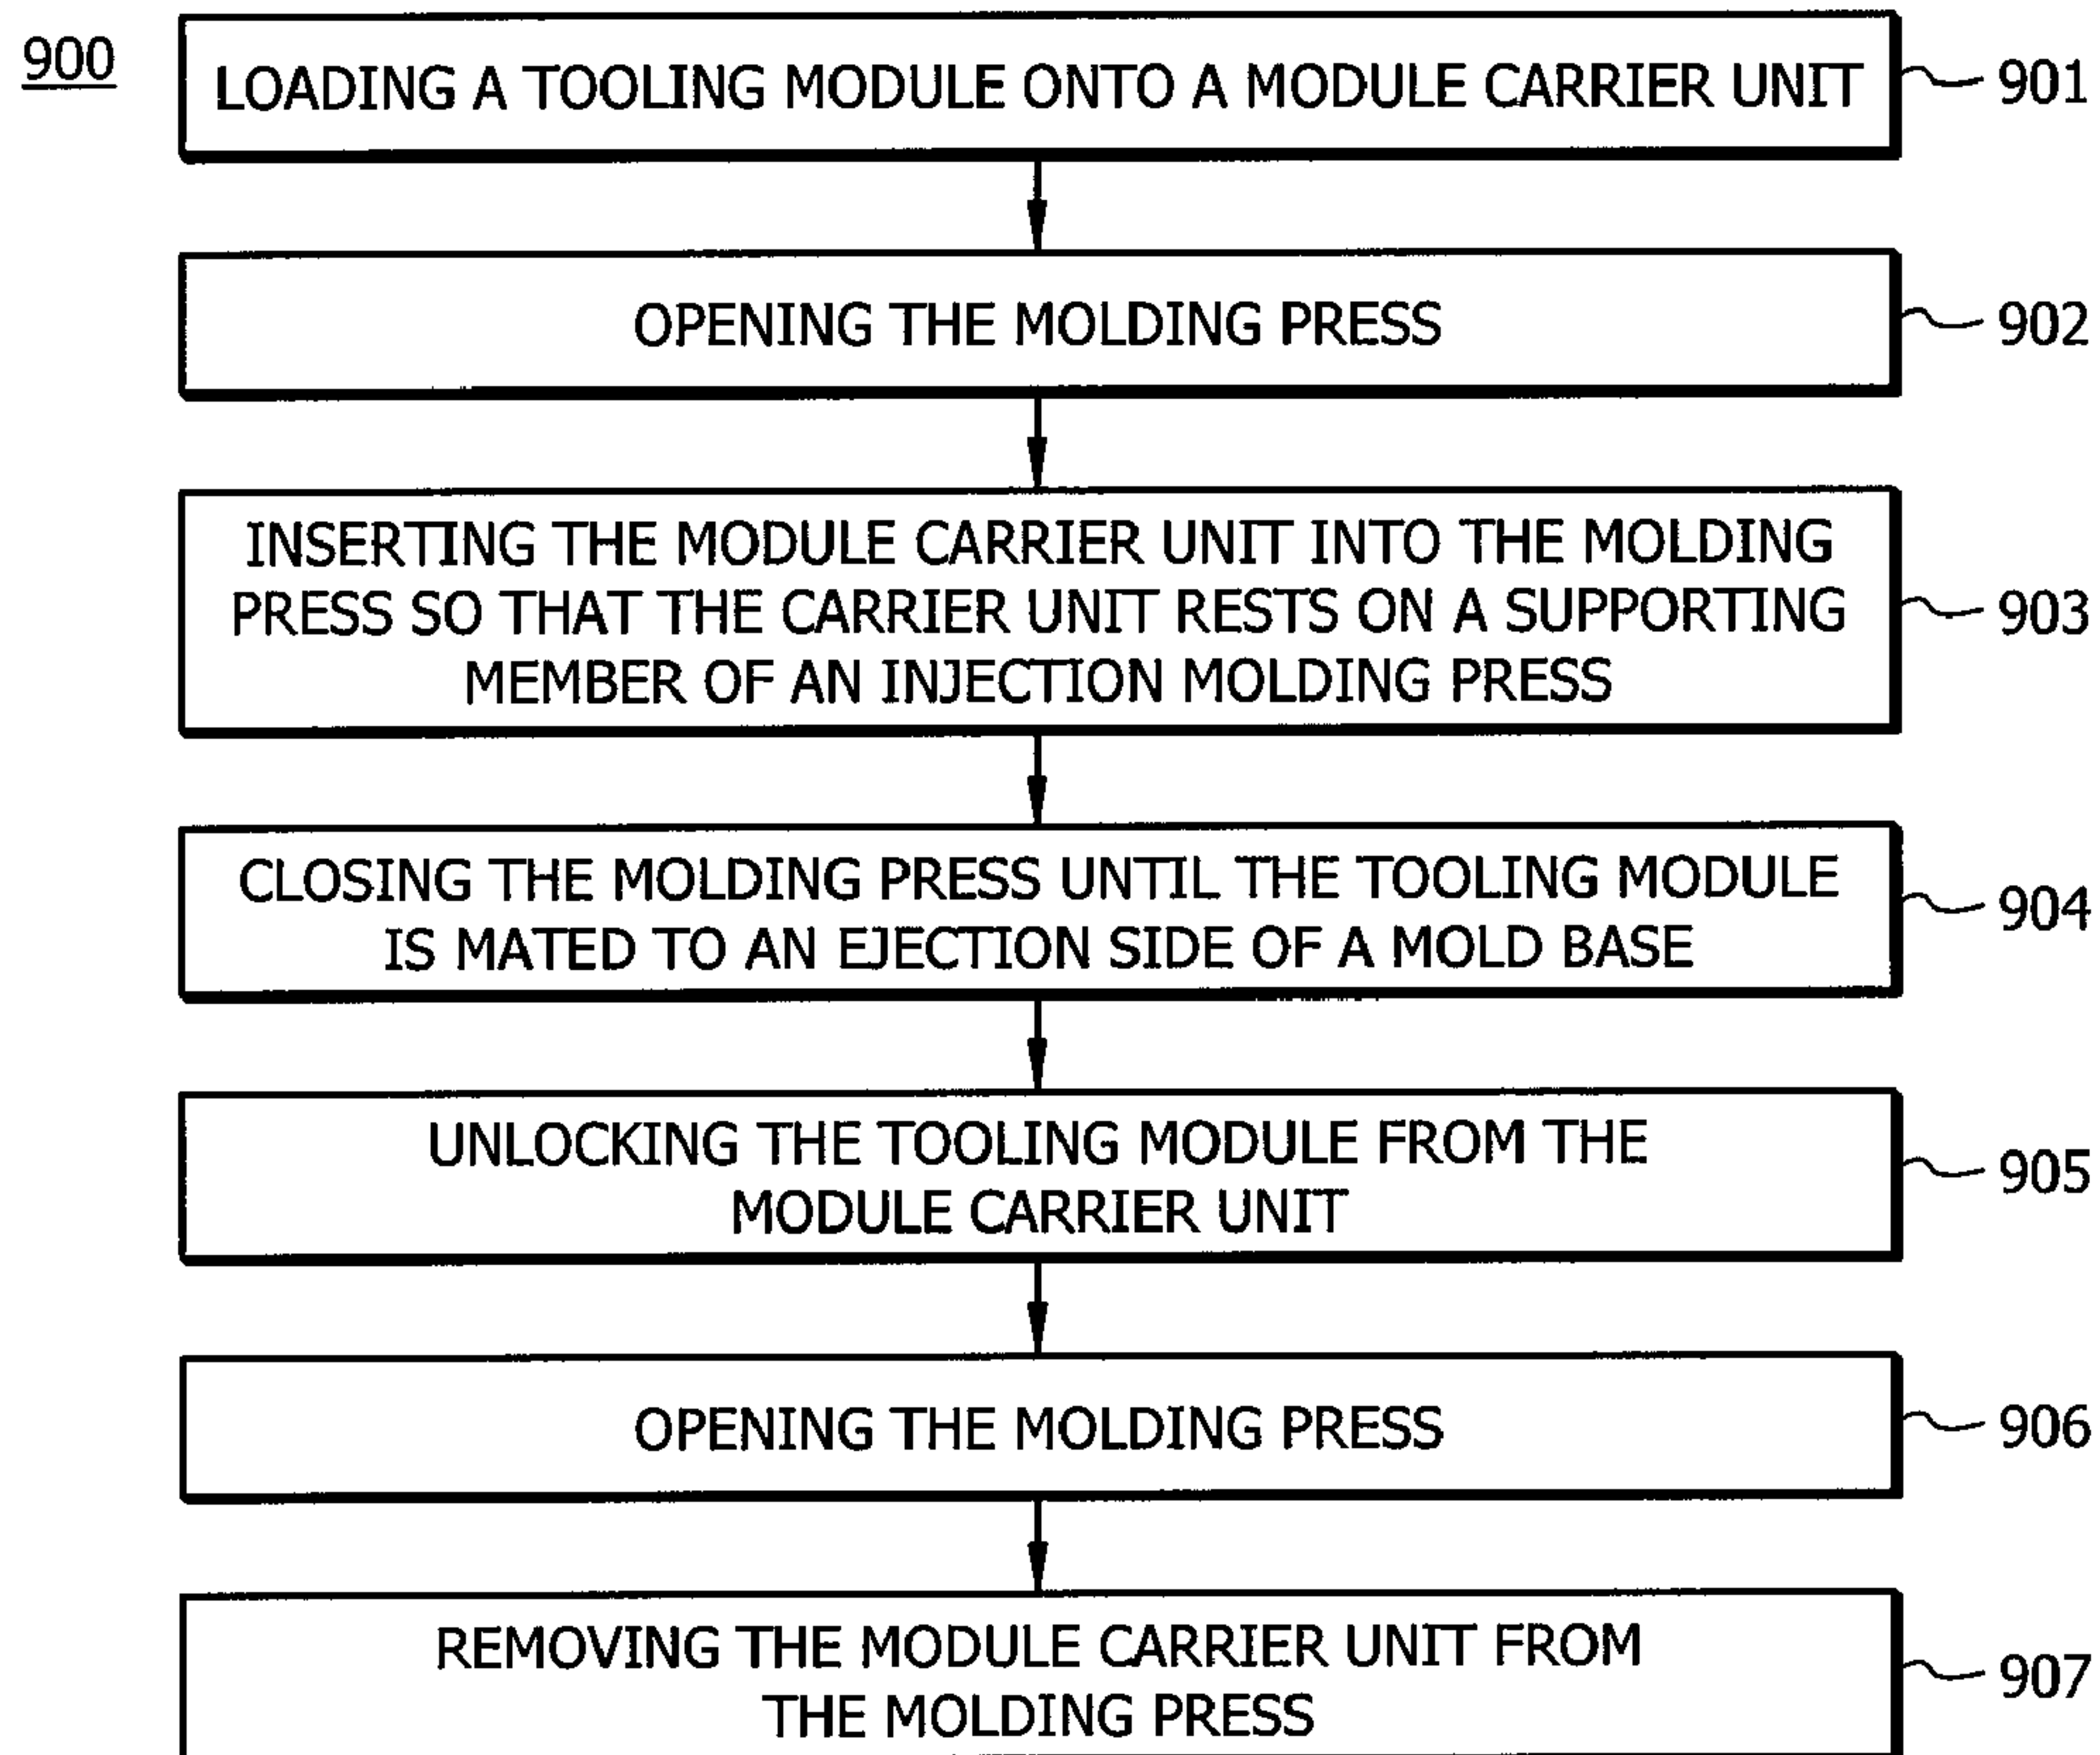 900
LOADING A TOOLING MODULE ONTO A MODULE CARRIER UNIT
901
OPENING THE MOLDING PRESS
902
INSERTING THE MODULE CARRIER UNIT INTO THE MOLDING
PRESS SO THAT THE CARRIER UNIT RESTS ON A SUPPORTING
MEMBER OF AN INJECTION MOLDING PRESS
903
CLOSING THE MOLDING PRESS UNTIL THE TOOLING MODULE
IS MATED TO AN EJECTION SIDE OF A MOLD BASE
904
UNLOCKING THE TOOLING MODULE FROM THE
MODULE CARRIER UNIT
905
OPENING THE MOLDING PRESS
906
REMOVING THE MODULE CARRIER UNIT FROM
THE MOLDING PRESS
907